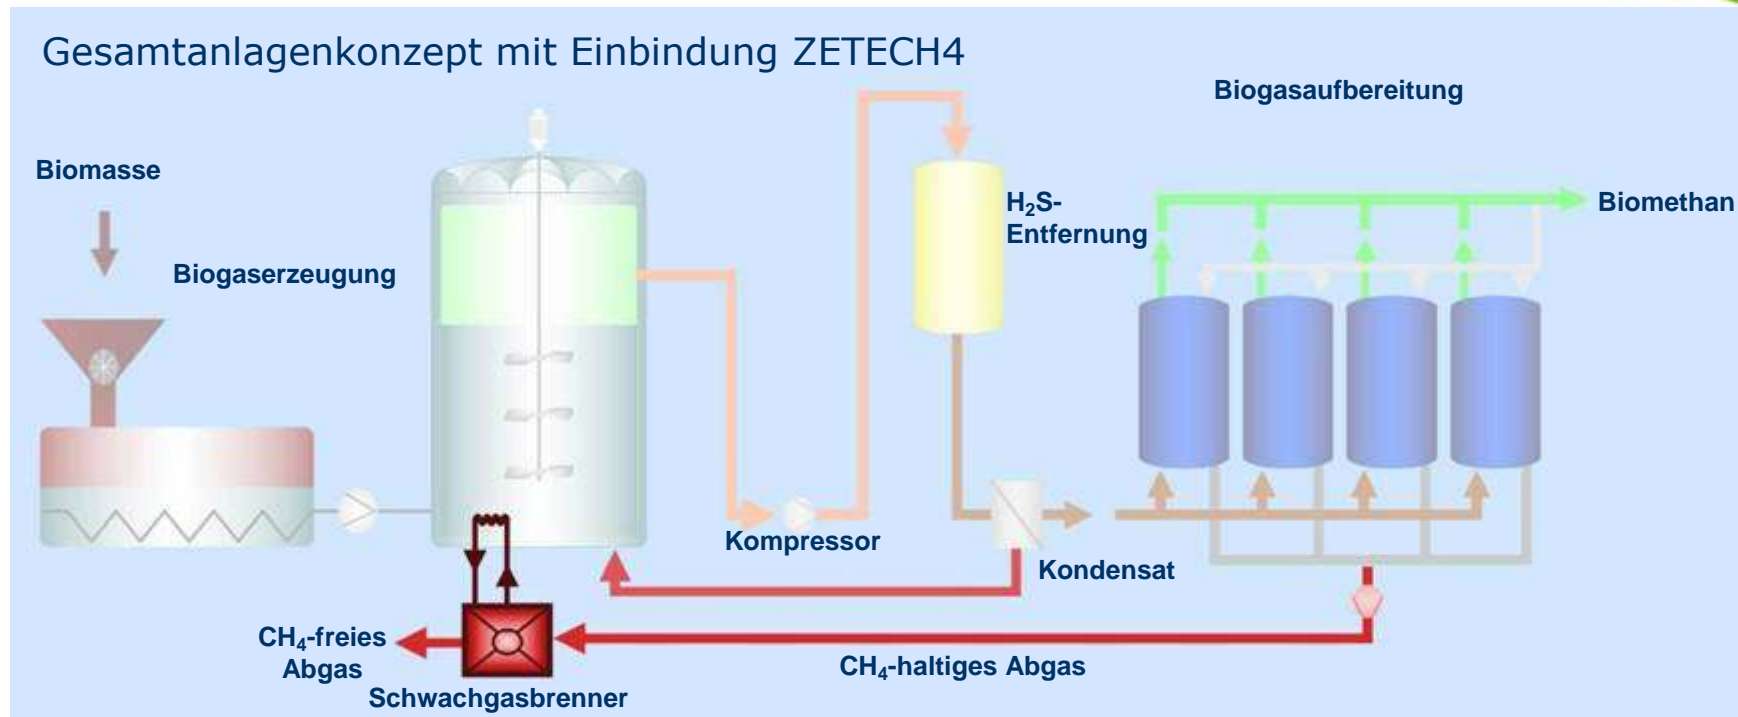 Gesamtanlagenkonzept mit Einbindung ZETECH4
Biogasaufbereitung
Biomasse
H₂S-
Entfernung
Biomethan
Biogaserzeugung
Kompressor
Kondensat
CH₄-freies
Abgas
CH₄-haltiges Abgas
Schwachgasbrenner